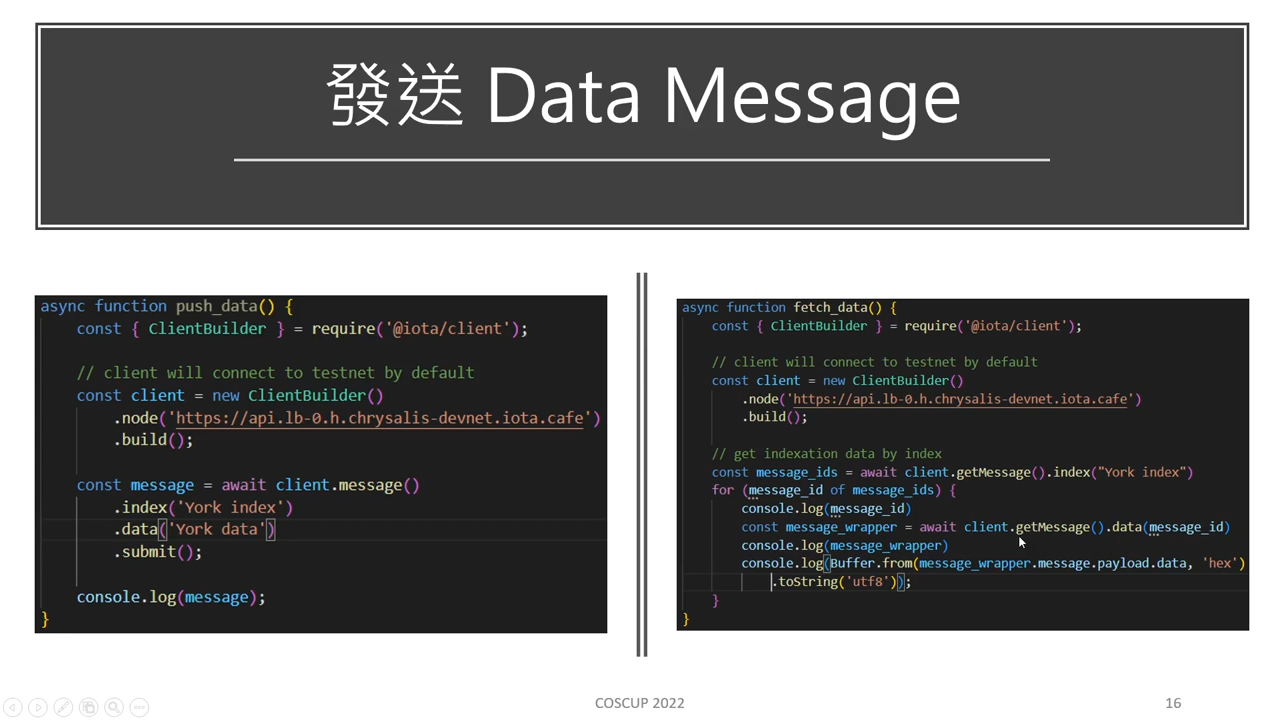 發送 Data Message
async function push_data() {
const { ClientBuilder } = require('@iota/client');
// client will connect to testnet by default
const client = new ClientBuilder()
.node('https://api.lb-0.h.chrysalis-devnet.iota.cafe')
.build();
const message = await client.message()
.index('York index')
.data('York data')
.submit();
console.log(message);
}
async function fetch_data() {
const { ClientBuilder } = require('@iota/client');
// client will connect to testnet by default
const client = new ClientBuilder()
.node('https://api.lb-0.h.chrysalis-devnet.iota.cafe')
.build();
// get indexation data by index
const message_ids = await client.getMessage().index("York index")
for (message_id of message_ids) {
console.log(message_id)
const message_wrapper = await client.getMessage().data(message_id)
console.log(message_wrapper)
console.log(Buffer.from(message_wrapper.message.payload.data, 'hex')
.toString('utf8'));
}
}
COSCUP 2022
16